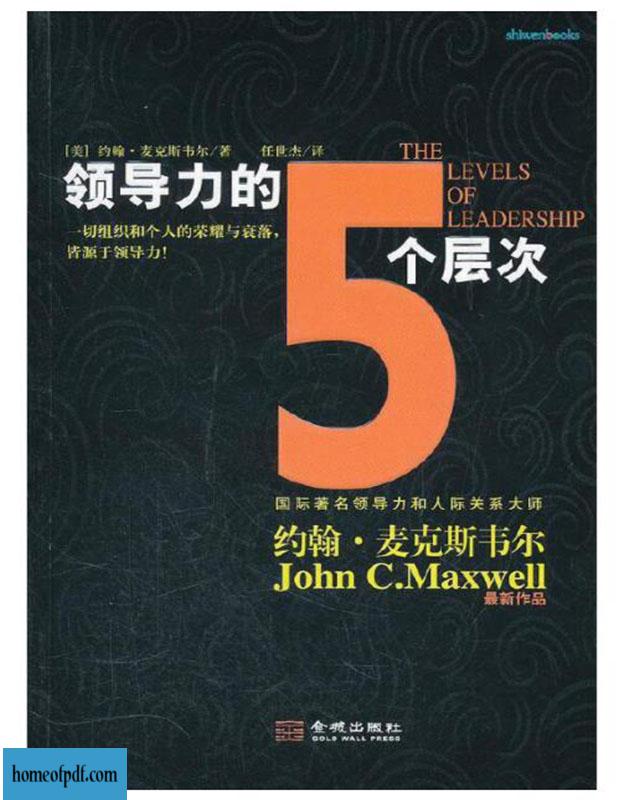 shiwenbooks
[美] 约翰·麦克斯韦尔/著 任世杰/译
领导力的
5
THE
LEVELS
OF
LEADERSHIP
个层次
一切组织和个人的荣耀与衰落，
皆源于领导力！
国际著名领导力和人际关系大师
约翰·麦克斯韦尔
John C.Maxwell
最新作品
金城出版社
GOLD WALL PRESS
homeofpdf.com